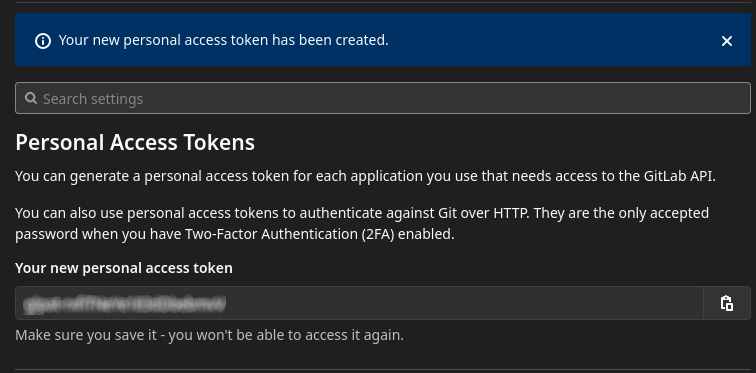 Your new personal access token has been created.
Search settings
Personal Access Tokens
You can generate a personal access token for each application you use that needs access to the GitLab API.
You can also use personal access tokens to authenticate against Git over HTTP. They are the only accepted
password when you have Two-Factor Authentication (2FA) enabled.
Your new personal access token
Make sure you save it - you won't be able to access it again.